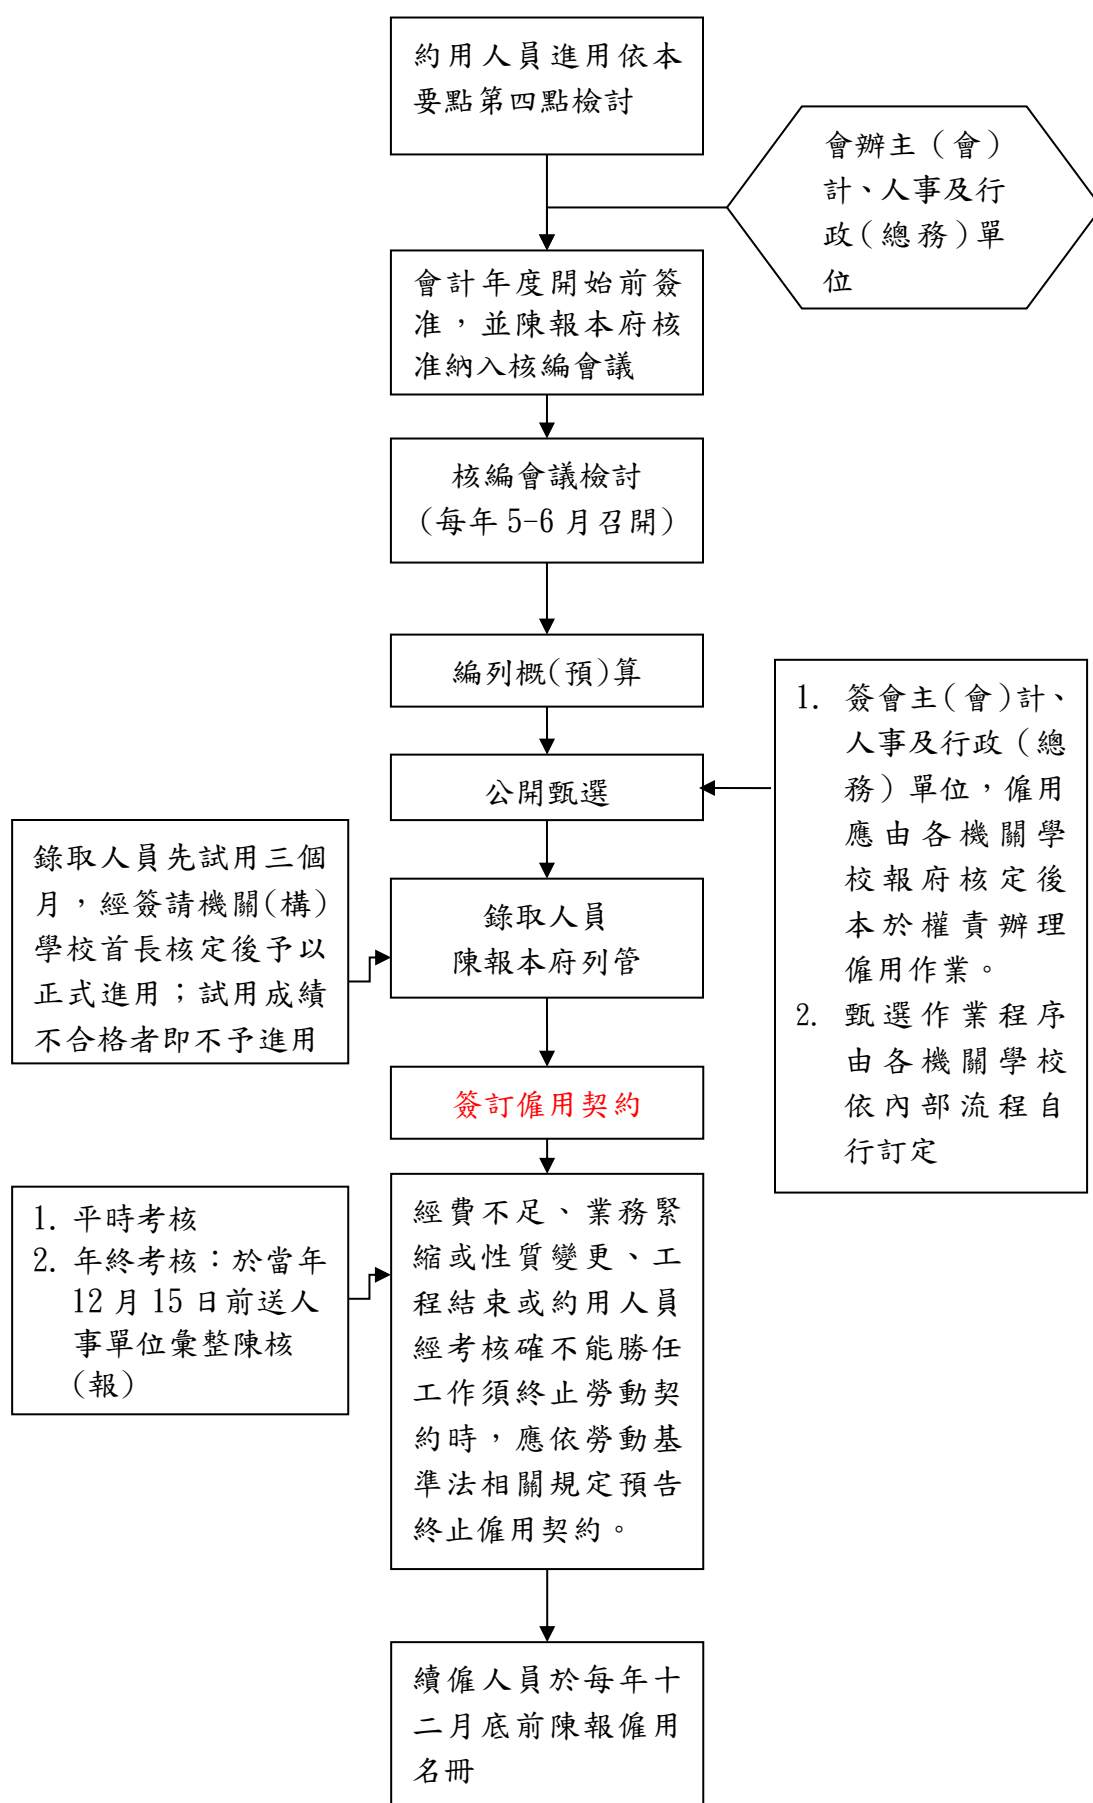 約用人員進用依本
要點第四點檢討
會辦主（會）
計、人事及行
政（總務）單
位
會計年度開始前簽
准，並陳報本府核
准納入核編會議
核編會議檢討
(每年 5-6 月召開)
編列概(預)算
公開甄選
1. 簽會主(會)計、
人事及行政（總
務）單位，僱用
應由各機關學
校報府核定後
本於權責辦理
僱用作業。
2. 甄選作業程序
由各機關學校
依內部流程自
行訂定
錄取人員先試用三個
月，經簽請機關(構)
學校首長核定後予以
正式進用；試用成績
不合格者即不予進用
錄取人員
陳報本府列管
簽訂僱用契約
1. 平時考核
2. 年終考核：於當年
12 月 15 日前送人
事單位彙整陳核
(報)
經費不足、業務緊
縮或性質變更、工
程結束或約用人員
經考核確不能勝任
工作須終止勞動契
約時，應依勞動基
準法相關規定預告
終止僱用契約。
續僱人員於每年十
二月底前陳報僱用
名冊